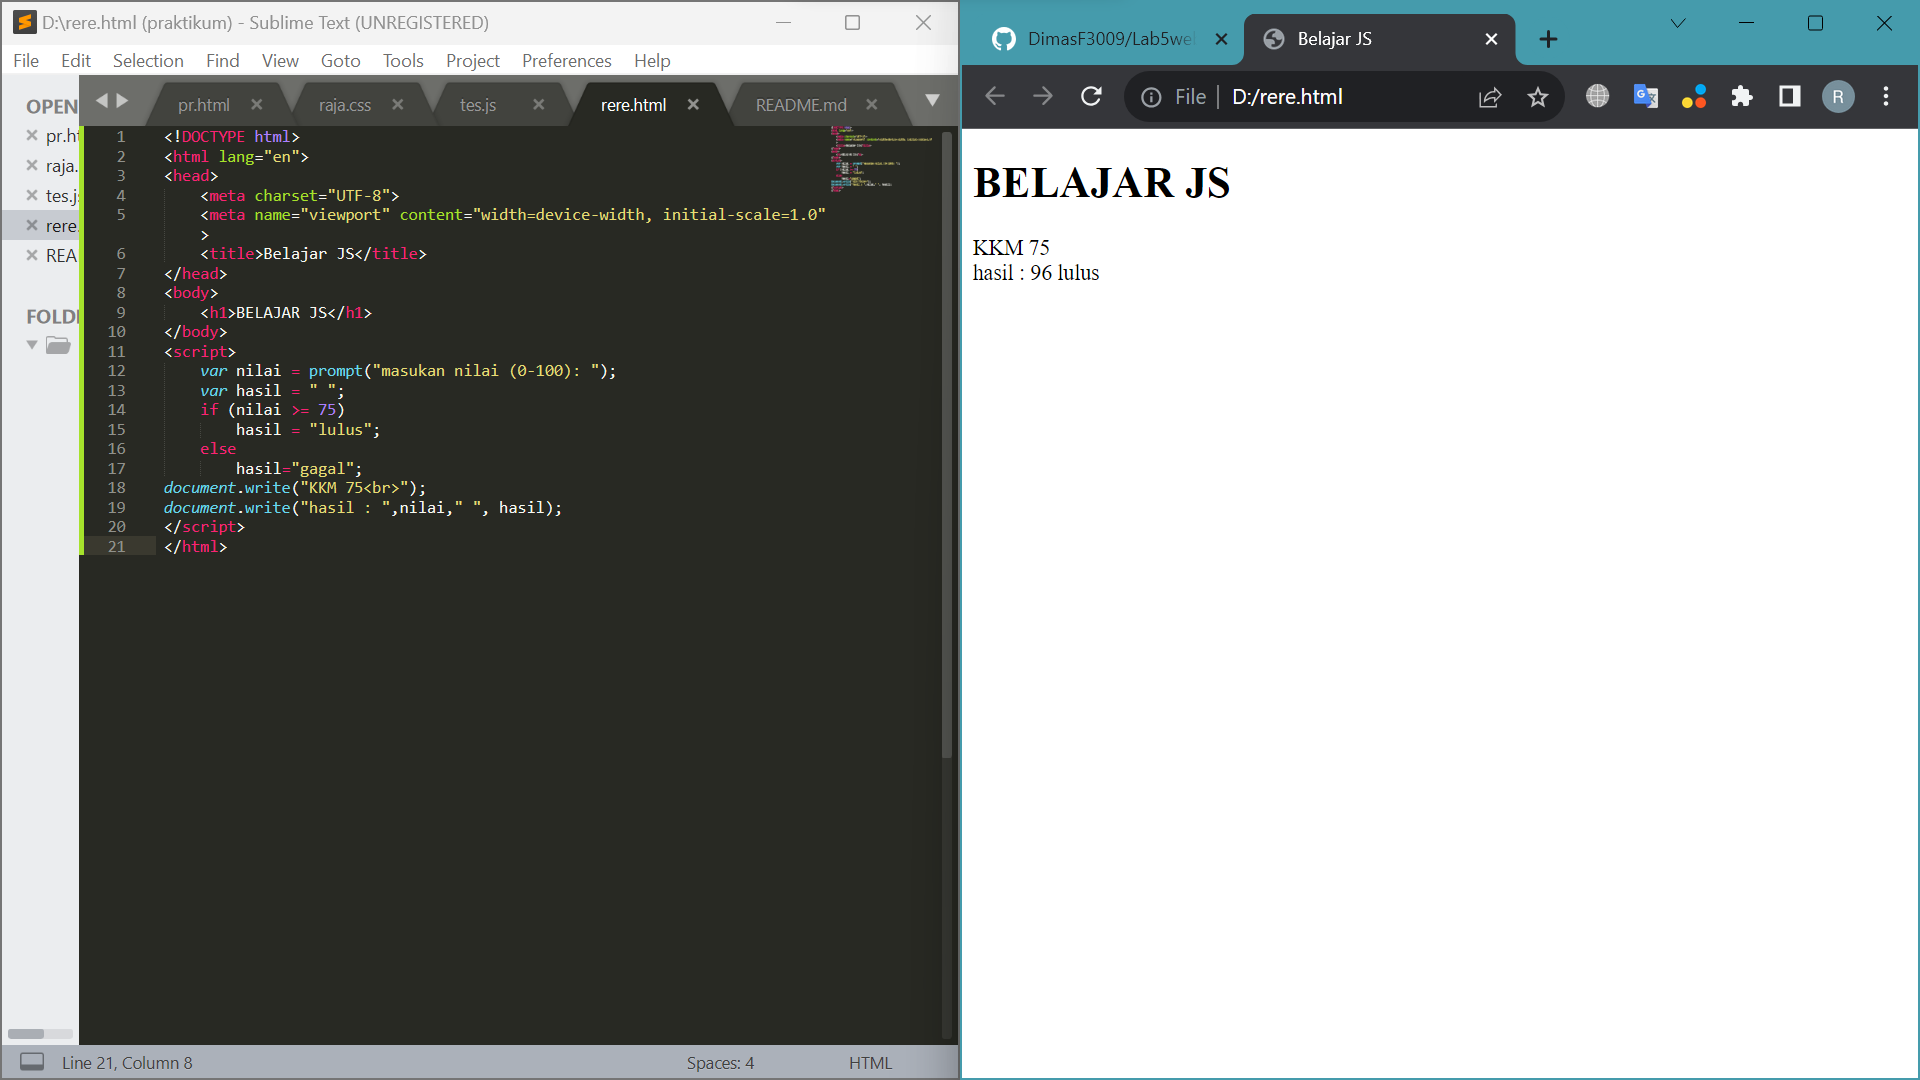 D:\rere.html (praktikum) - Sublime Text (UNREGISTERED)
File Edit Selection Find View Goto Tools Project Preferences Help
OPEN
pr.ht
raja.
tes.js
rere.
REA
FOLD
pr.html raja.css tes.js rere.html README.md
1 <!DOCTYPE html>
2 <html lang="en">
3 <head>
4 <meta charset="UTF-8">
5 <meta name="viewport" content="width=device-width, initial-scale=1.0"
>
6 <title>Belajar JS</title>
7 </head>
8 <body>
9 <h1>BELAJAR JS</h1>
10 </body>
11 <script>
12 var nilai = prompt("masukan nilai (0-100): ");
13 var hasil = " ";
14 if (nilai >= 75)
15 hasil = "lulus";
16 else
17 hasil="gagal";
18 document.write("KKM 75<br>");
19 document.write("hasil : ",nilai," ", hasil);
20 </script>
21 </html>
Line 21, Column 8 Spaces: 4 HTML
DimasF3009/Lab5we Belajar JS
File D:/rere.html R
BELAJAR JS
KKM 75
hasil : 96 lulus